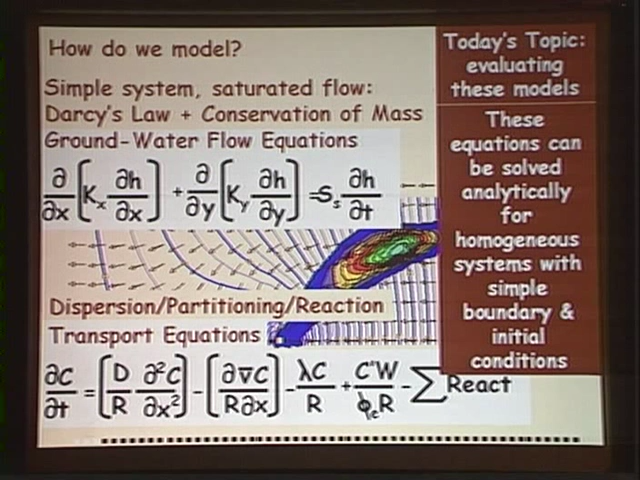 How do we model?
Simple system, saturated flow:
Darcy's Law + Conservation of Mass
Ground-Water Flow Equations
∂/∂x [Kₓ ∂h/∂x] + ∂/∂y [Kᵧ ∂h/∂y] = Sₛ ∂h/∂t
Dispersion/Partitioning/Reaction
Transport Equations
∂C/∂t = [D/R ∂²C/∂x²] - [∂v̄C/R∂x] - λC/R + C'W/ϕₑR - ∑React
Today's Topic:
evaluating
these models
These
equations can
be solved
analytically
for
homogeneous
systems with
simple
boundary &
initial
conditions